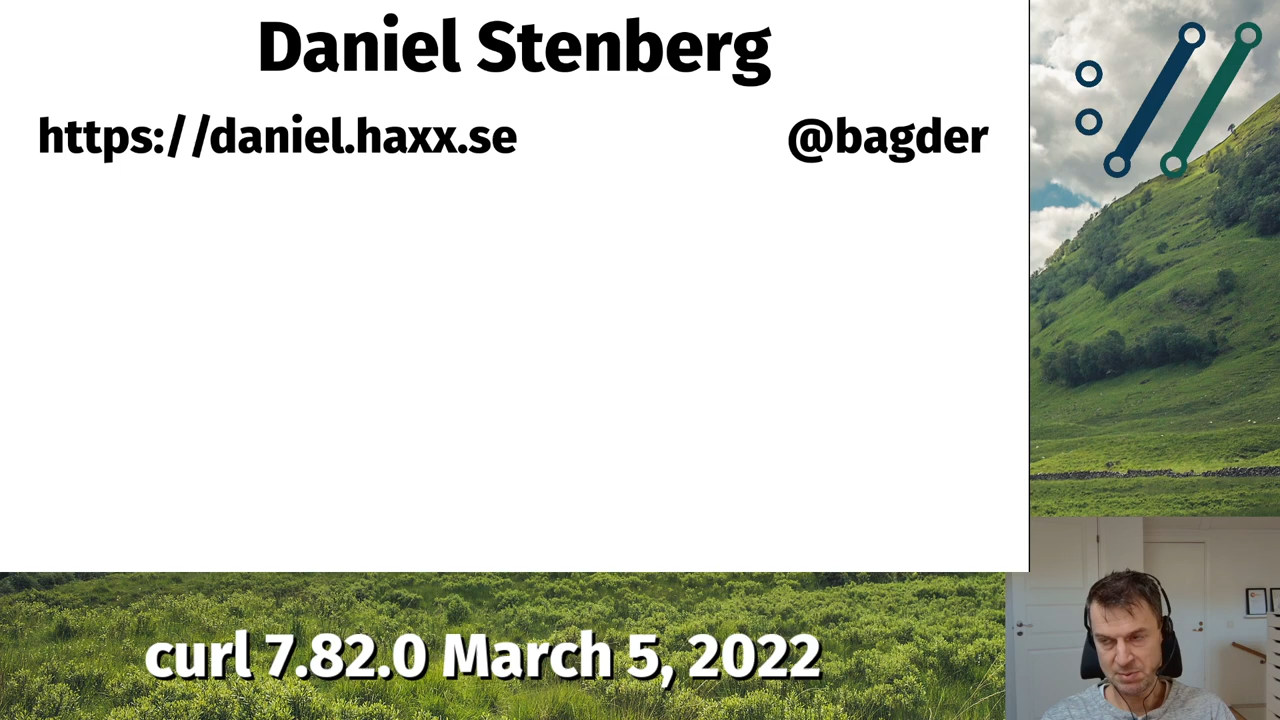 Daniel Stenberg
https://daniel.haxx.se @bagder
curl 7.82.0 March 5, 2022